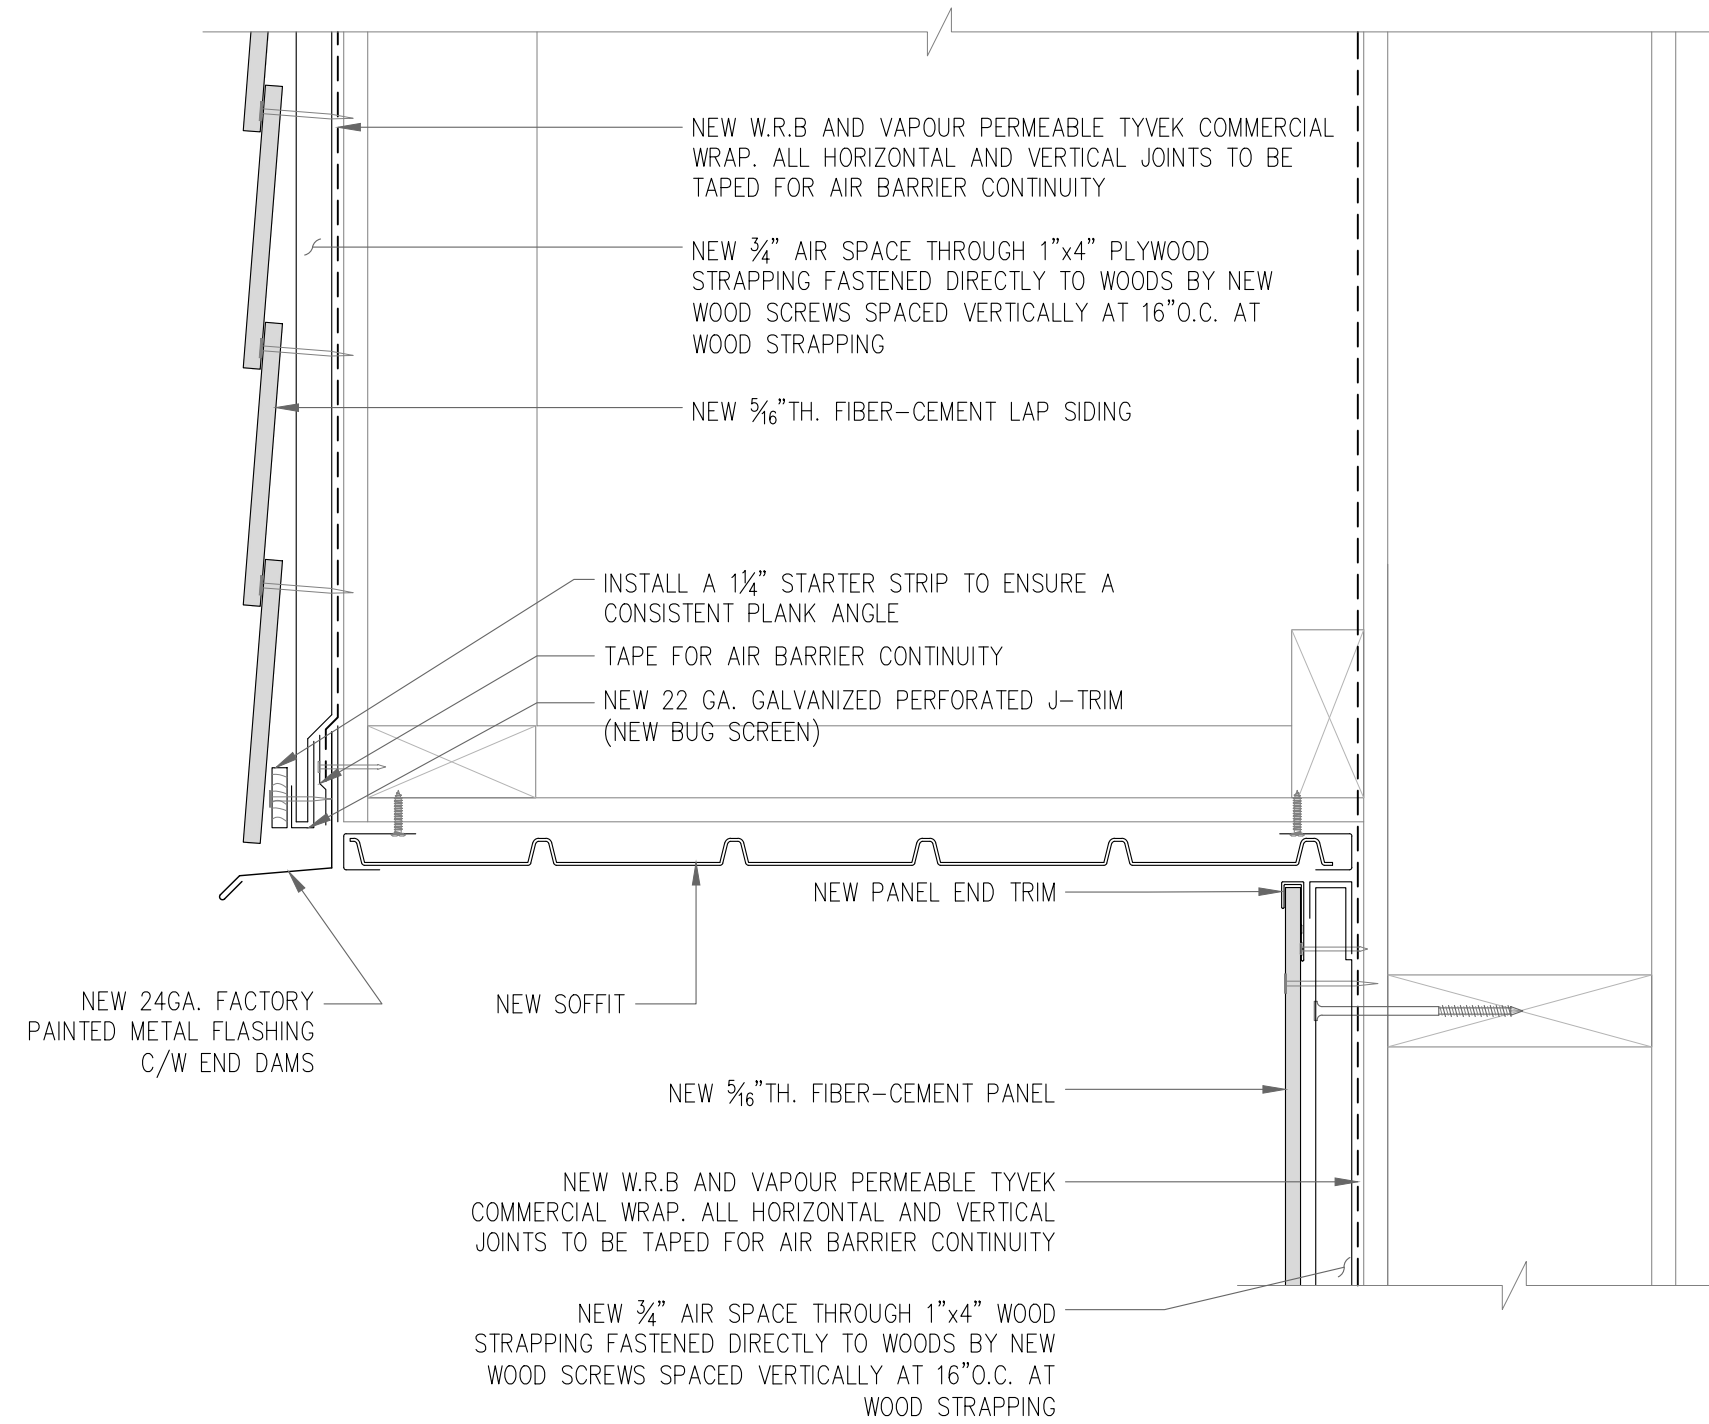 NEW W.R.B AND VAPOUR PERMEABLE TYVEK COMMERCIAL
WRAP. ALL HORIZONTAL AND VERTICAL JOINTS TO BE
TAPED FOR AIR BARRIER CONTINUITY
NEW ¾" AIR SPACE THROUGH 1"x4" PLYWOOD
STRAPPING FASTENED DIRECTLY TO WOODS BY NEW
WOOD SCREWS SPACED VERTICALLY AT 16"O.C. AT
WOOD STRAPPING
NEW 5/16"TH. FIBER-CEMENT LAP SIDING
INSTALL A 1¼" STARTER STRIP TO ENSURE A
CONSISTENT PLANK ANGLE
TAPE FOR AIR BARRIER CONTINUITY
NEW 22 GA. GALVANIZED PERFORATED J-TRIM
(NEW BUG SCREEN)
NEW PANEL END TRIM
NEW 24GA. FACTORY
PAINTED METAL FLASHING
C/W END DAMS
NEW SOFFIT
NEW 5/16"TH. FIBER-CEMENT PANEL
NEW W.R.B AND VAPOUR PERMEABLE TYVEK
COMMERCIAL WRAP. ALL HORIZONTAL AND VERTICAL
JOINTS TO BE TAPED FOR AIR BARRIER CONTINUITY
NEW ¾" AIR SPACE THROUGH 1"x4" WOOD
STRAPPING FASTENED DIRECTLY TO WOODS BY NEW
WOOD SCREWS SPACED VERTICALLY AT 16"O.C. AT
WOOD STRAPPING